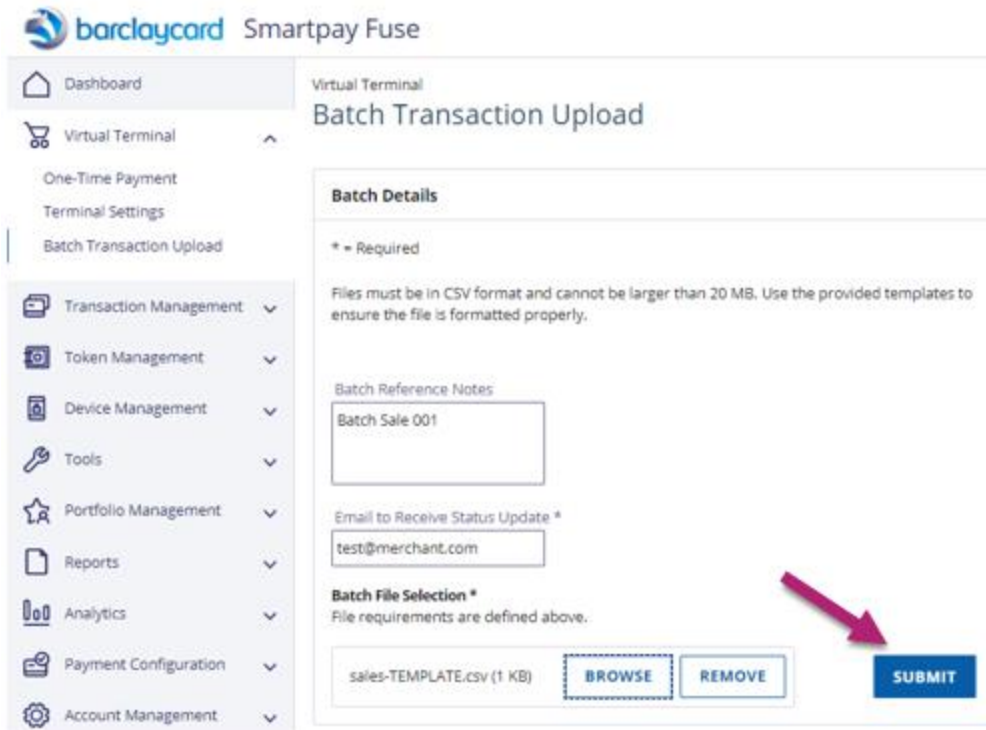 barclaycard Smartpay Fuse
Dashboard
Virtual Terminal
One-Time Payment
Terminal Settings
Batch Transaction Upload
Transaction Management
Token Management
Device Management
Tools
Portfolio Management
Reports
Analytics
Payment Configuration
Account Management
Virtual Terminal
Batch Transaction Upload
Batch Details
* = Required
Files must be in CSV format and cannot be larger than 20 MB. Use the provided templates to
ensure the file is formatted properly.
Batch Reference Notes
Batch Sale 001
Email to Receive Status Update *
test@merchant.com
Batch File Selection *
File requirements are defined above.
sales-TEMPLATE.csv (1 KB) BROWSE REMOVE SUBMIT